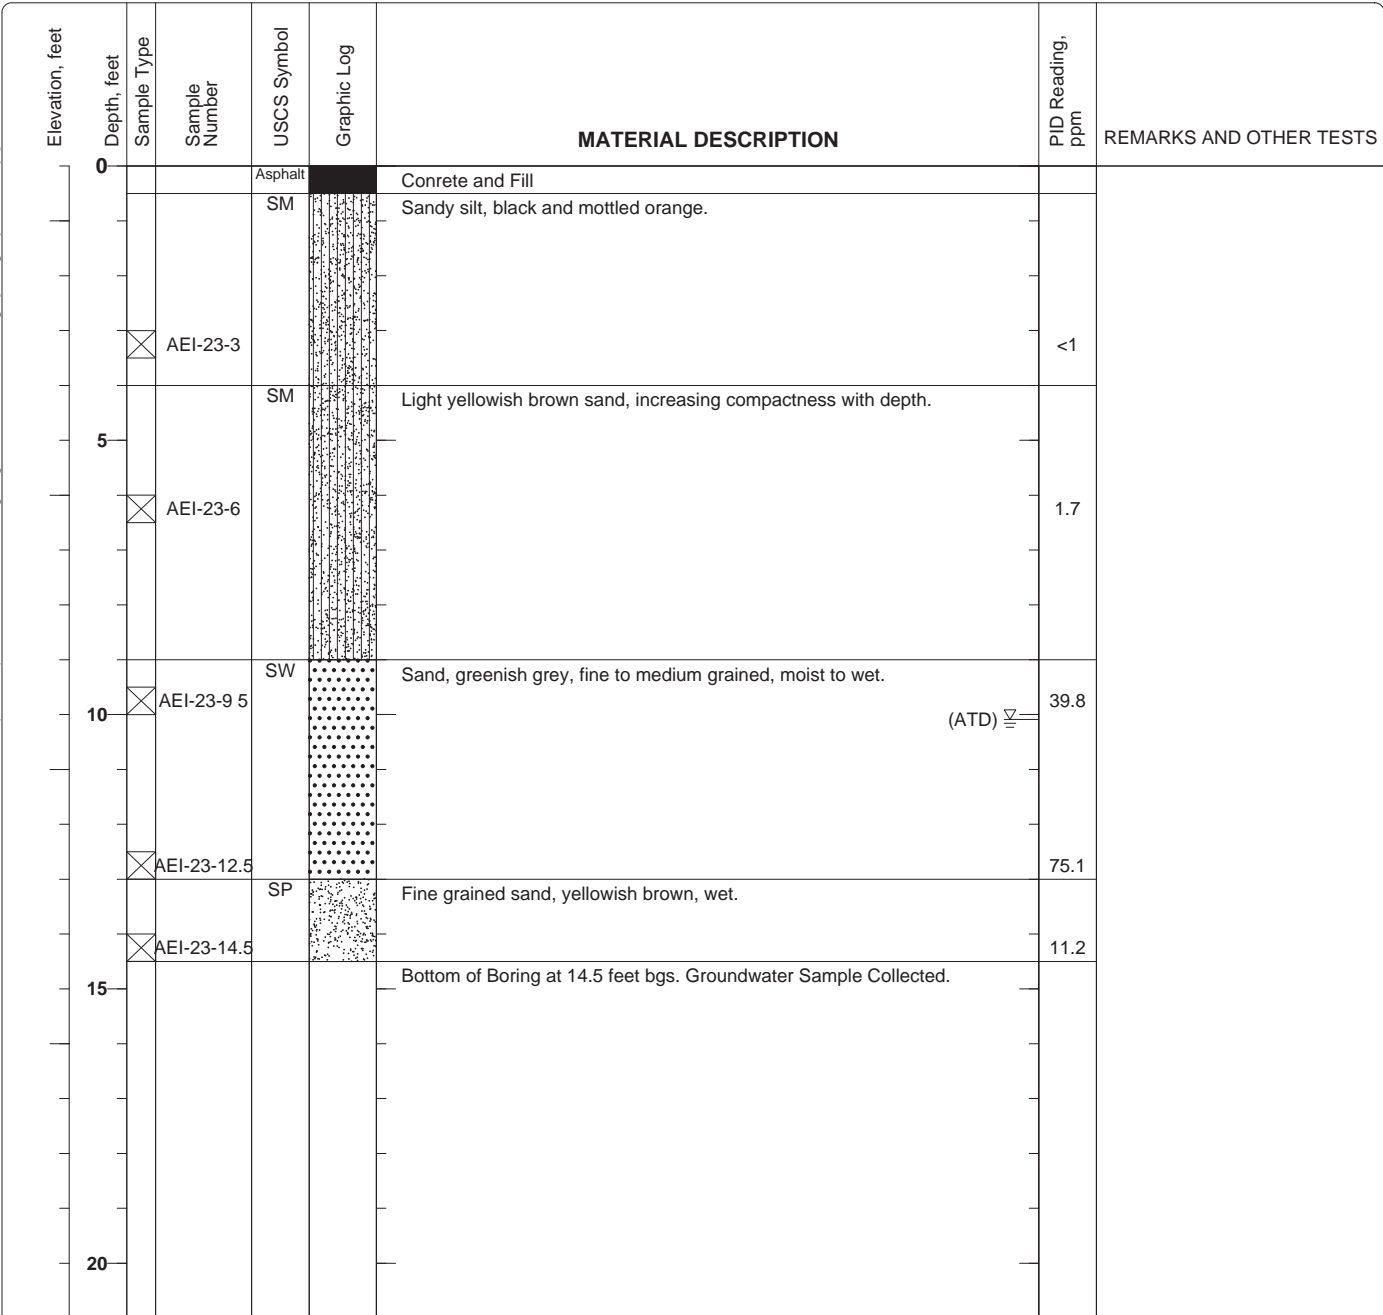 Elevation, feet
Depth, feet
Sample Type
Sample
Number
USCS Symbol
Graphic Log
MATERIAL DESCRIPTION
PID Reading,
ppm
REMARKS AND OTHER TESTS
0
Asphalt
Conrete and Fill
SM
Sandy silt, black and mottled orange.
AEI-23-3
<1
SM
Light yellowish brown sand, increasing compactness with depth.
5
AEI-23-6
1.7
SW
Sand, greenish grey, fine to medium grained, moist to wet.
AEI-23-9 5
39.8
10
(ATD)
AEI-23-12.5
75.1
SP
Fine grained sand, yellowish brown, wet.
AEI-23-14.5
11.2
Bottom of Boring at 14.5 feet bgs. Groundwater Sample Collected.
15
20